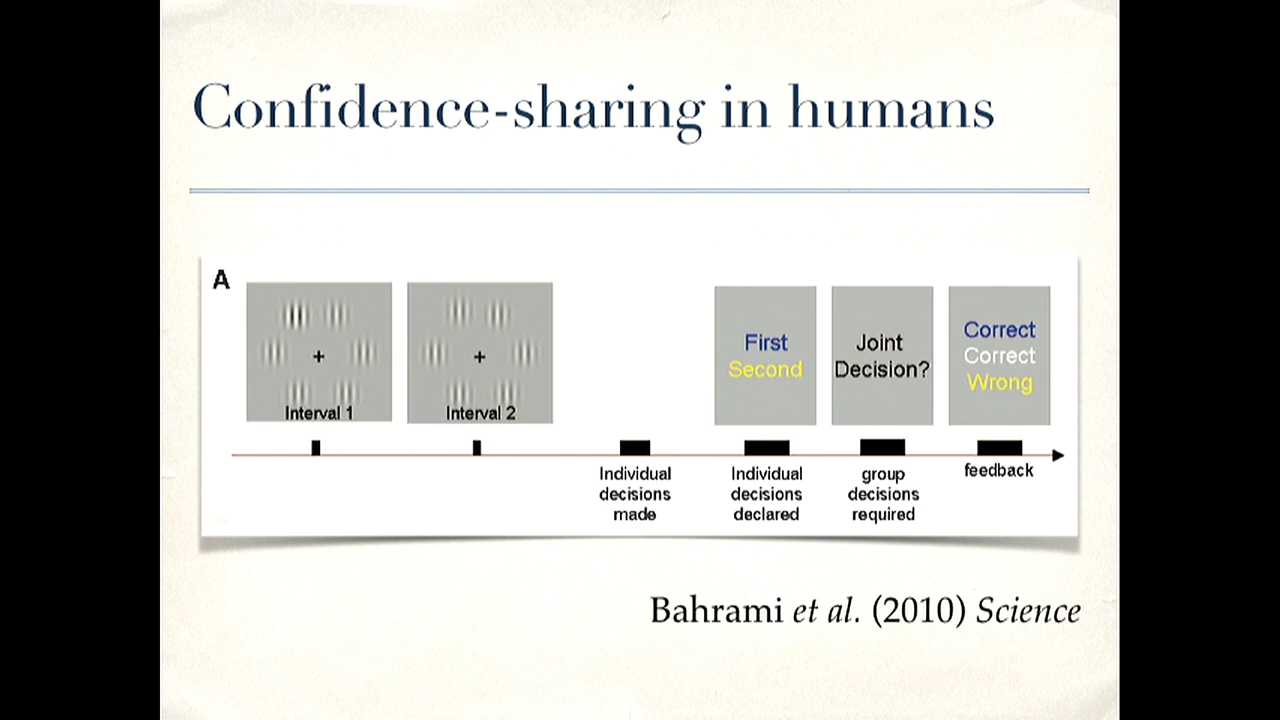 Confidence-sharing in humans
A
Interval 1
Interval 2
First
Second
Joint
Decision?
Correct
Correct
Wrong
Individual
decisions
made
Individual
decisions
declared
group
decisions
required
feedback
Bahrami et al. (2010) Science